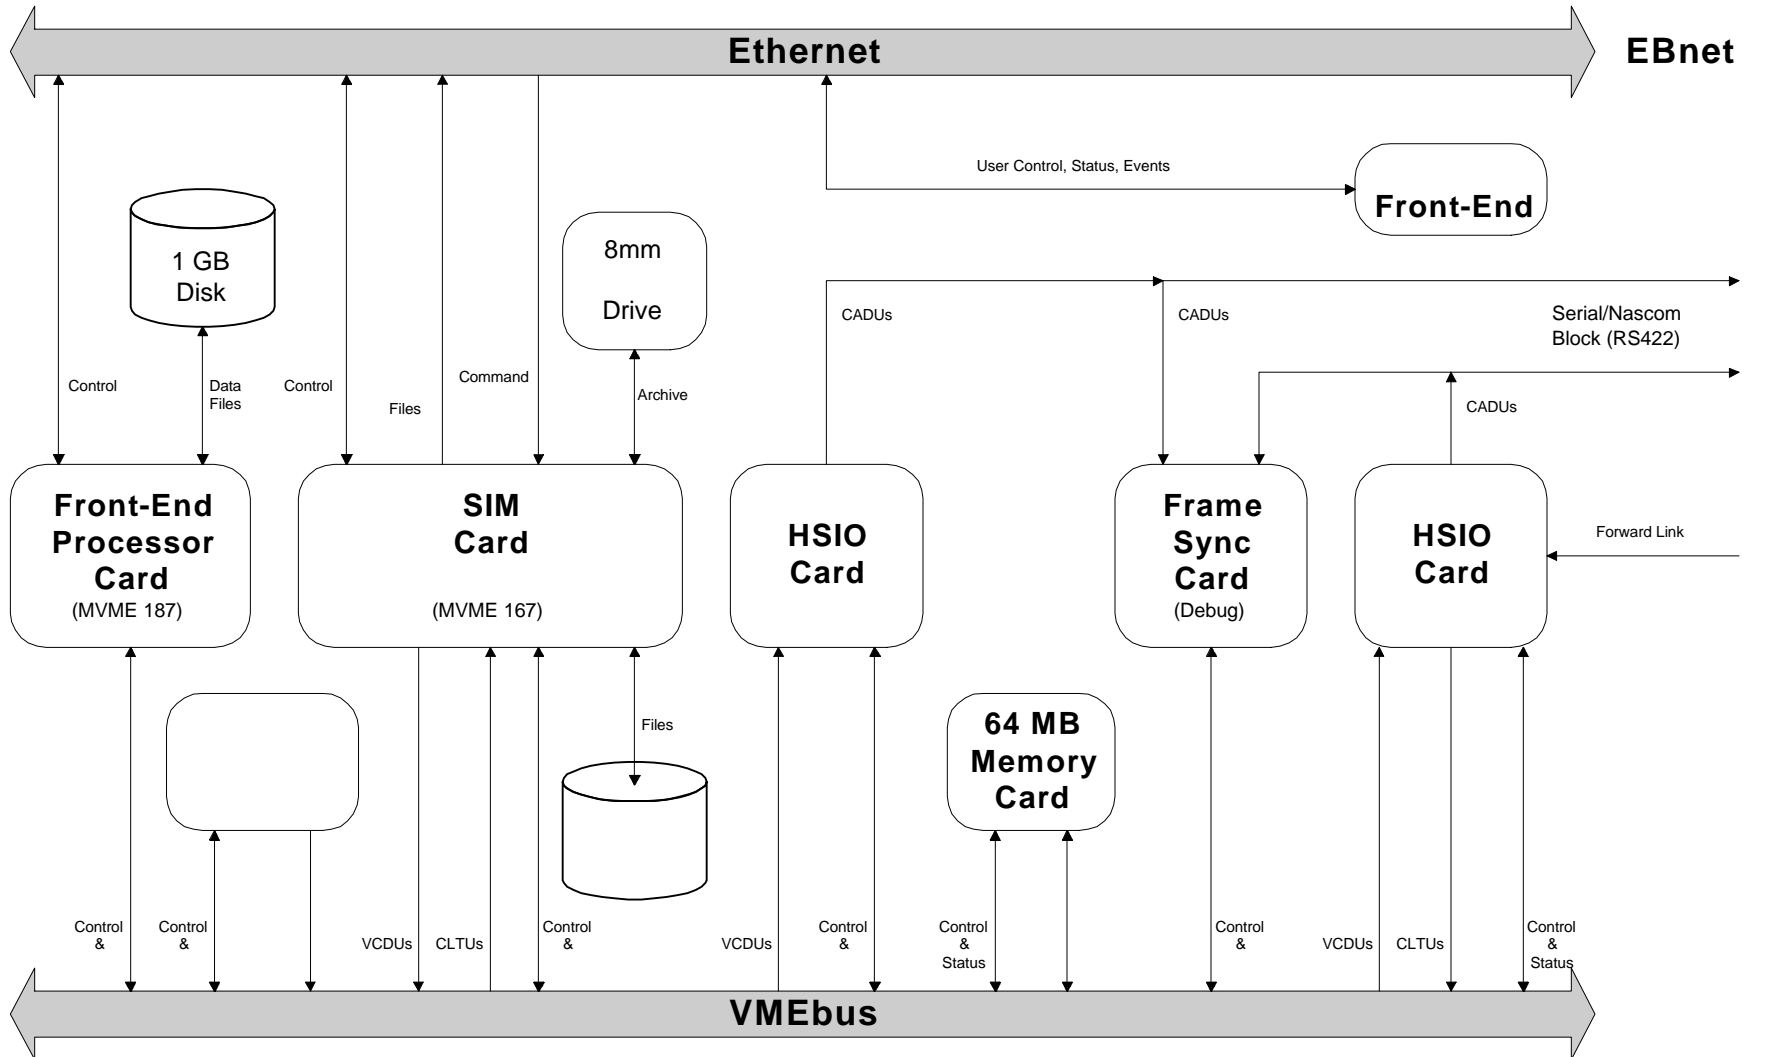 Ethernet
EBnet
User Control, Status, Events
Front-End
1 GB
Disk
8mm
Drive
CADUs
CADUs
Serial/Nascom
Block (RS422)
Control
Data
Files
Control
Files
Command
Archive
CADUs
Front-End
Processor
Card
(MVME 187)
SIM
Card
(MVME 167)
HSIO
Card
Frame
Sync
Card
(Debug)
HSIO
Card
Forward Link
Files
64 MB
Memory
Card
Control
&
Control
&
VCDUs
CLTUs
Control
&
VCDUs
Control
&
Control
&
Status
Control
&
VCDUs
CLTUs
Control
&
Status
VMEbus